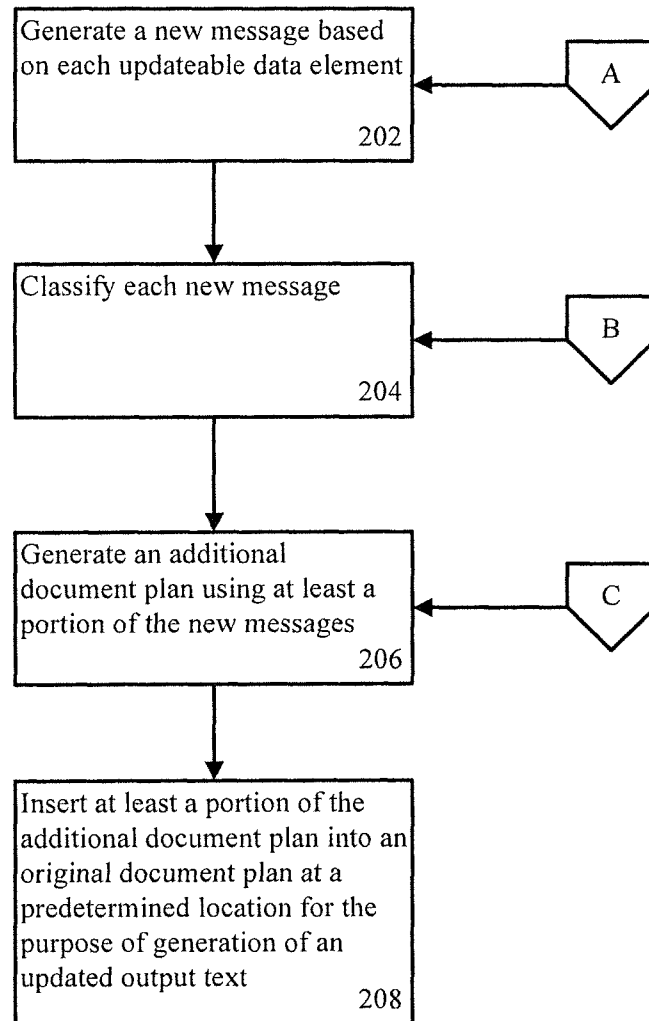 Generate a new message based
on each updateable data element
A
202
Classify each new message
B
204
Generate an additional
document plan using at least a
portion of the new messages
C
206
Insert at least a portion of the
additional document plan into an
original document plan at a
predetermined location for the
purpose of generation of an
updated output text
208